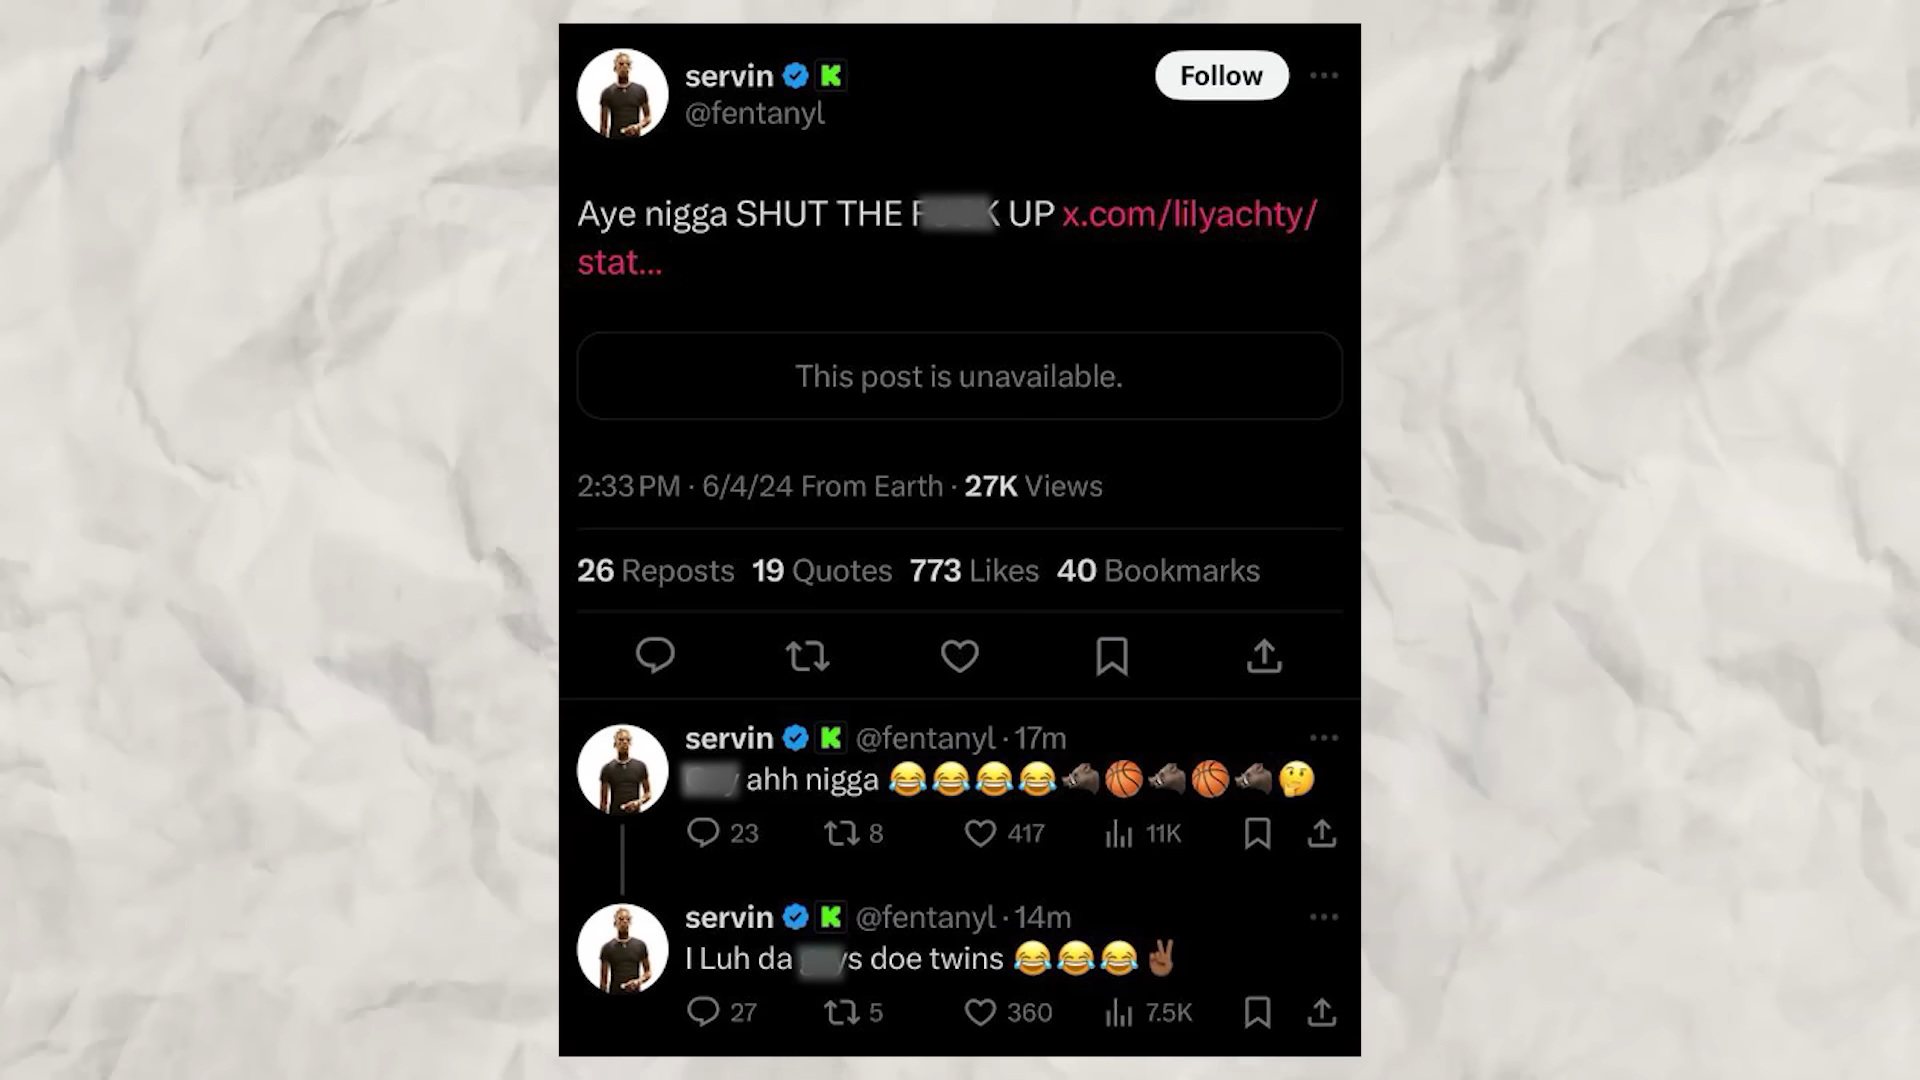 servin
Follow
@fentanyl
Aye nigga SHUT THE UP x.com/lilyachty/
stat...
This post is unavailable.
2:33 PM · 6/4/24 From Earth · 27K Views
26 Reposts 19 Quotes 773 Likes 40 Bookmarks
servin @fentanyl · 17m
ahh nigga 😂😂😂😂🐗🏀🐗🏀🐗🤔
23 8 417 11K
servin @fentanyl · 14m
I Luh da doe twins 😂😂😂✌🏾
27 5 360 7.5K